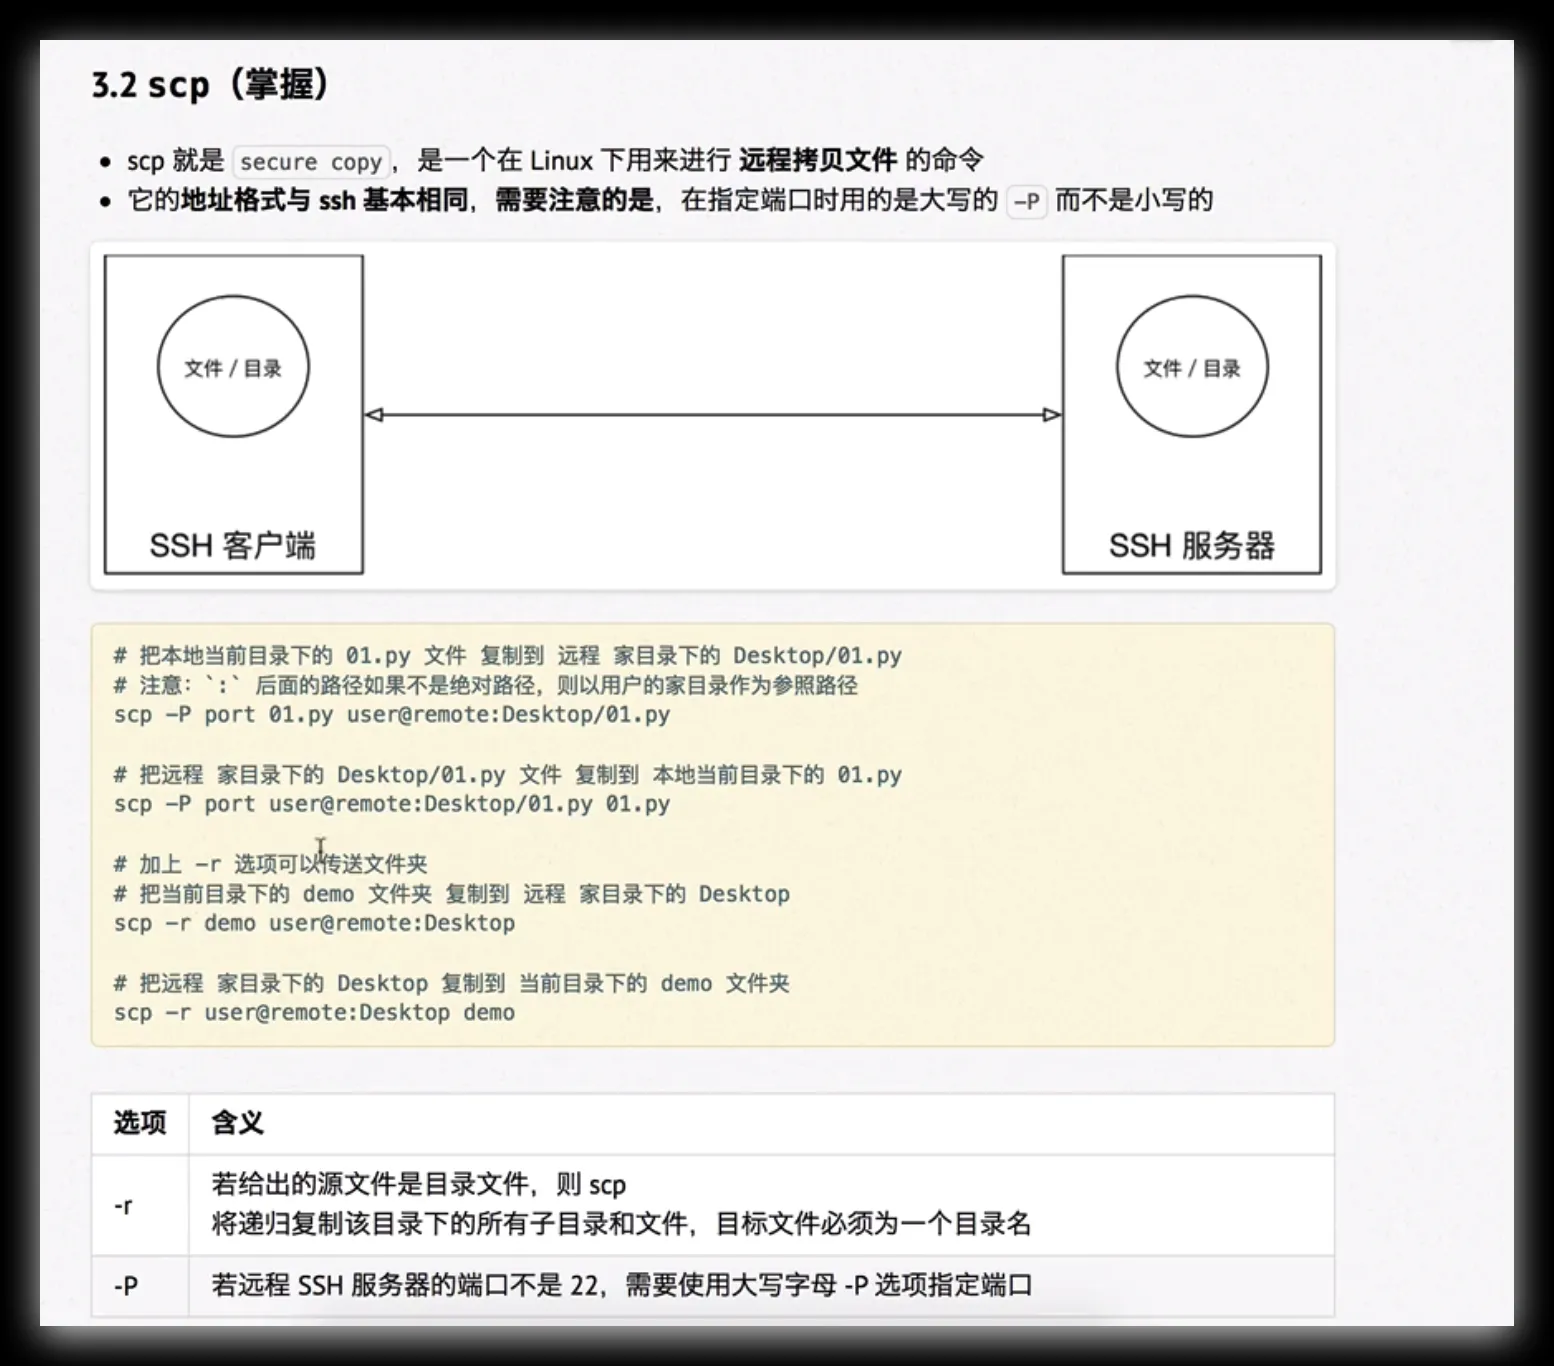 3.2 scp（掌握）
scp 就是 secure copy，是一个在 Linux 下用来进行 远程拷贝文件 的命令
它的地址格式与 ssh 基本相同，需要注意的是，在指定端口时用的是大写的 -P 而不是小写的
文件 / 目录
文件 / 目录
SSH 客户端
SSH 服务器
# 把本地当前目录下的 01.py 文件 复制到 远程 家目录下的 Desktop/01.py
# 注意：`:` 后面的路径如果不是绝对路径，则以用户的家目录作为参照路径
scp -P port 01.py user@remote:Desktop/01.py
# 把远程 家目录下的 Desktop/01.py 文件 复制到 本地当前目录下的 01.py
scp -P port user@remote:Desktop/01.py 01.py
# 加上 -r 选项可以传送文件夹
# 把当前目录下的 demo 文件夹 复制到 远程 家目录下的 Desktop
scp -r demo user@remote:Desktop
# 把远程 家目录下的 Desktop 复制到 当前目录下的 demo 文件夹
scp -r user@remote:Desktop demo
选项 含义
-r 若给出的源文件是目录文件，则 scp
将递归复制该目录下的所有子目录和文件，目标文件必须为一个目录名
-P 若远程 SSH 服务器的端口不是 22，需要使用大写字母 -P 选项指定端口